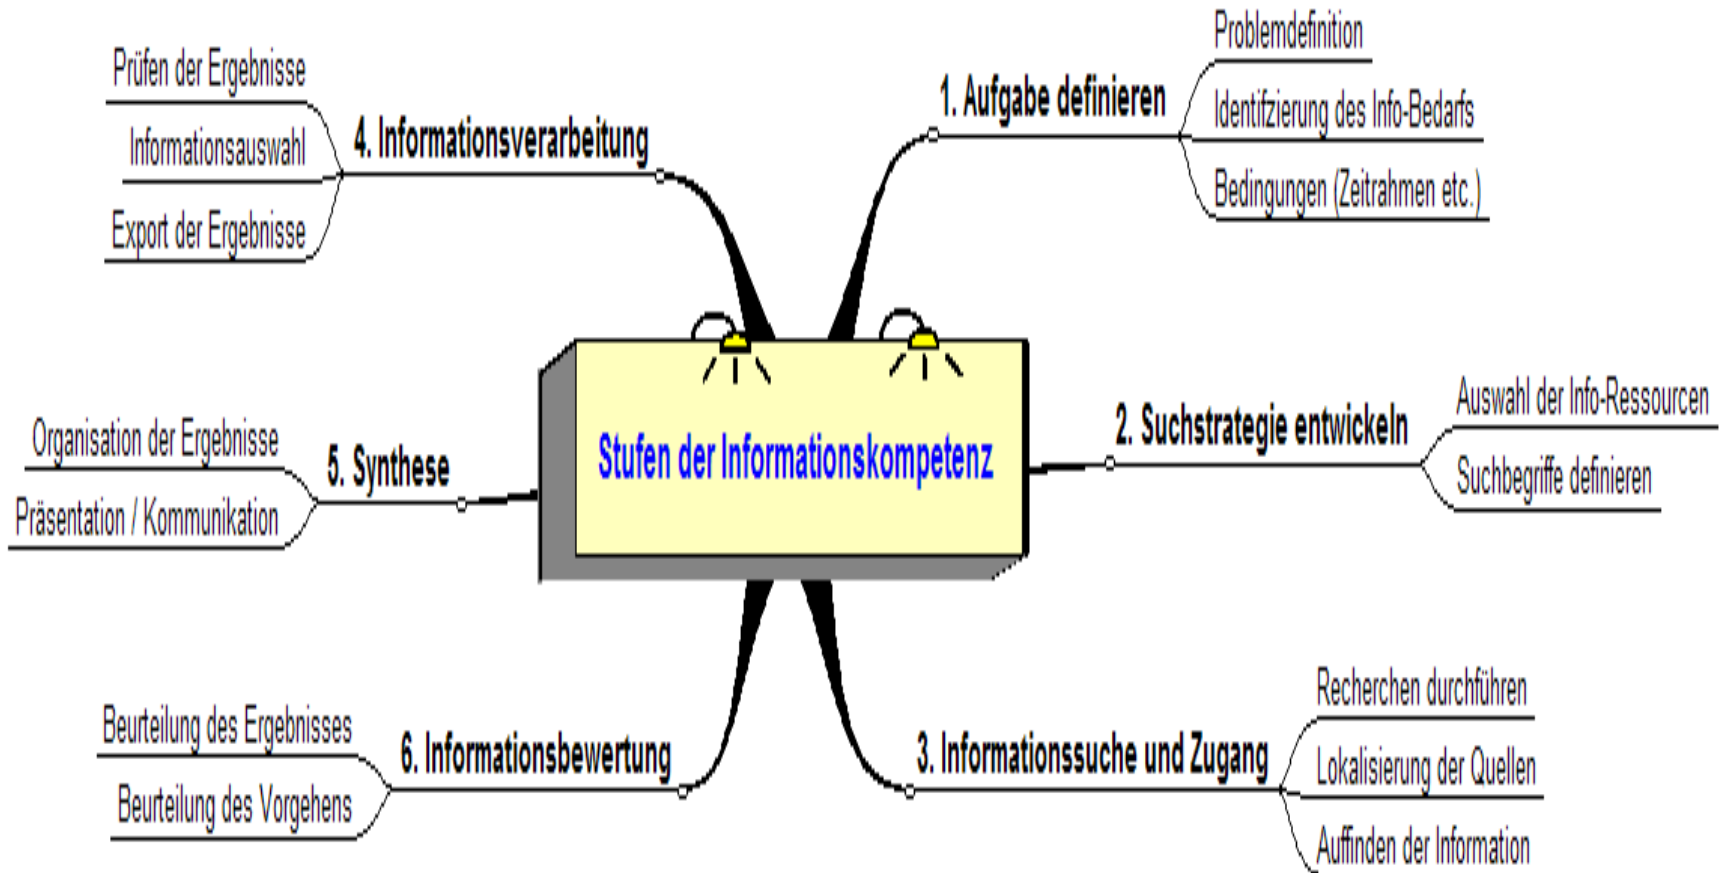 Stufen der Informationskompetenz
1. Aufgabe definieren
Problemdefinition
Identifzierung des Info-Bedarfs
Bedingungen (Zeitrahmen etc.)
2. Suchstrategie entwickeln
Auswahl der Info-Ressourcen
Suchbegriffe definieren
3. Informationssuche und Zugang
Recherchen durchführen
Lokalisierung der Quellen
Auffinden der Information
4. Informationsverarbeitung
Prüfen der Ergebnisse
Informationsauswahl
Export der Ergebnisse
5. Synthese
Organisation der Ergebnisse
Präsentation / Kommunikation
6. Informationsbewertung
Beurteilung des Ergebnisses
Beurteilung des Vorgehens